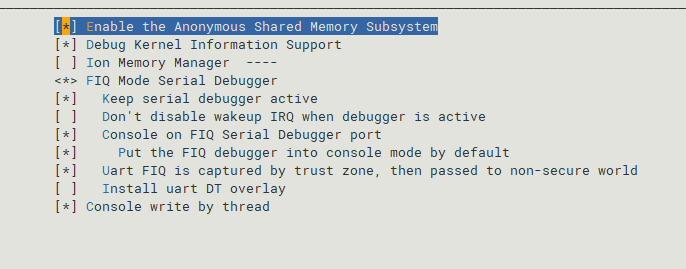 [*] Enable the Anonymous Shared Memory Subsystem
[*] Debug Kernel Information Support
[ ] Ion Memory Manager  ----
<*> FIQ Mode Serial Debugger
[*]   Keep serial debugger active
[ ]   Don't disable wakeup IRQ when debugger is active
[*]   Console on FIQ Serial Debugger port
[*]     Put the FIQ debugger into console mode by default
[*]   Uart FIQ is captured by trust zone, then passed to non-secure world
[ ]   Install uart DT overlay
[*] Console write by thread